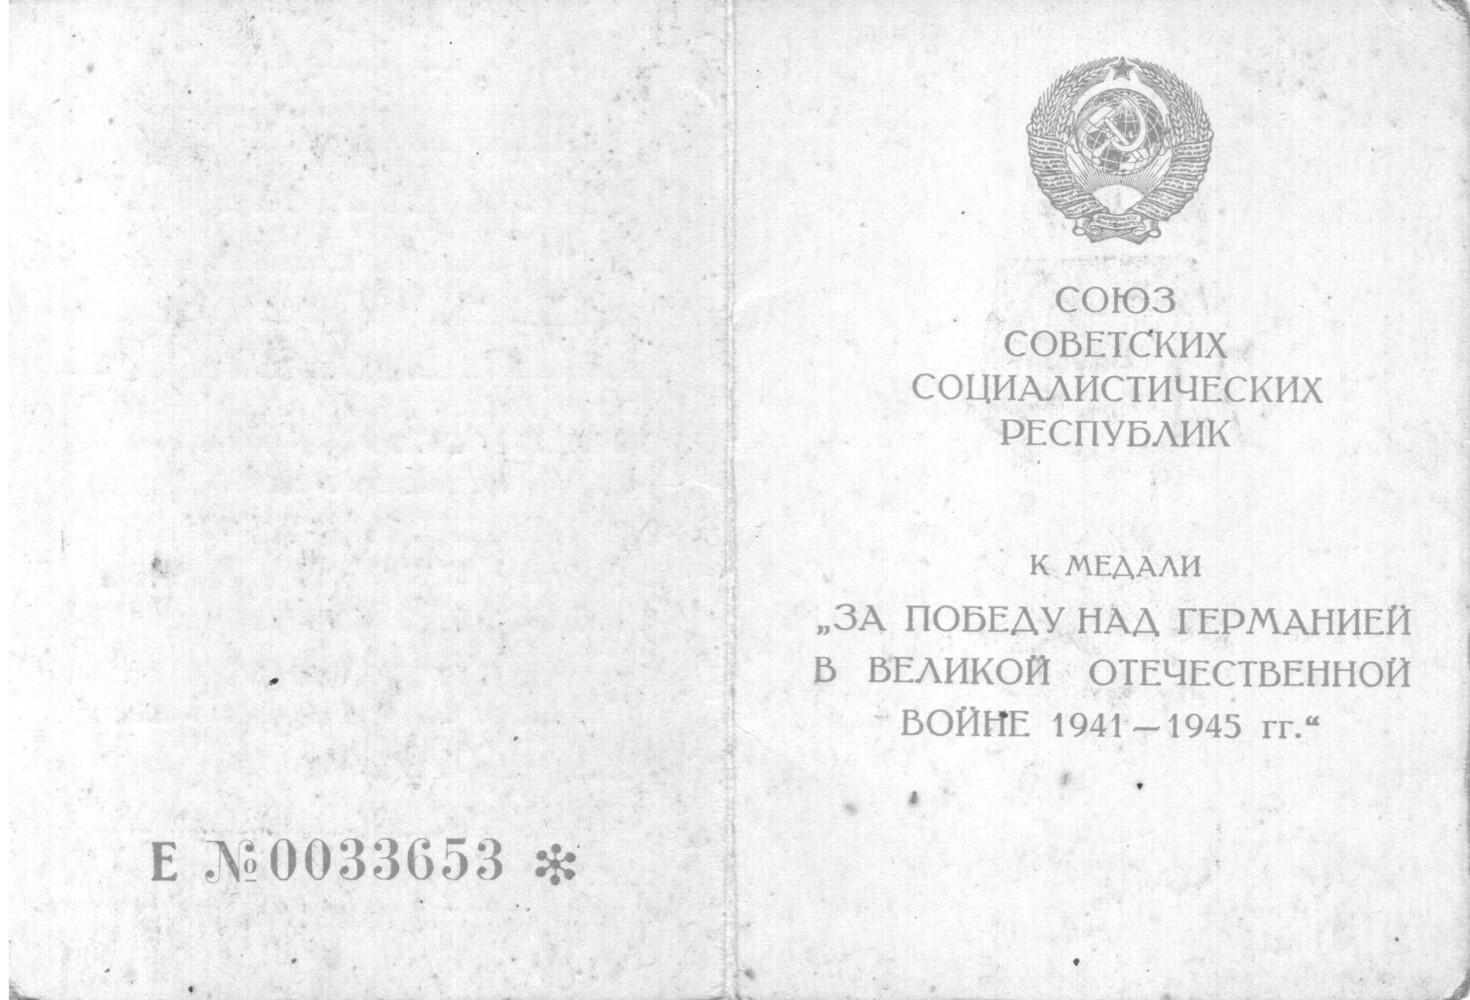 Е №0033653 *
СОЮЗ
СОВЕТСКИХ
СОЦИАЛИСТИЧЕСКИХ
РЕСПУБЛИК
К МЕДАЛИ
„ЗА ПОБЕДУ НАД ГЕРМАНИЕЙ
В ВЕЛИКОЙ ОТЕЧЕСТВЕННОЙ
ВОЙНЕ 1941—1945 гг.“